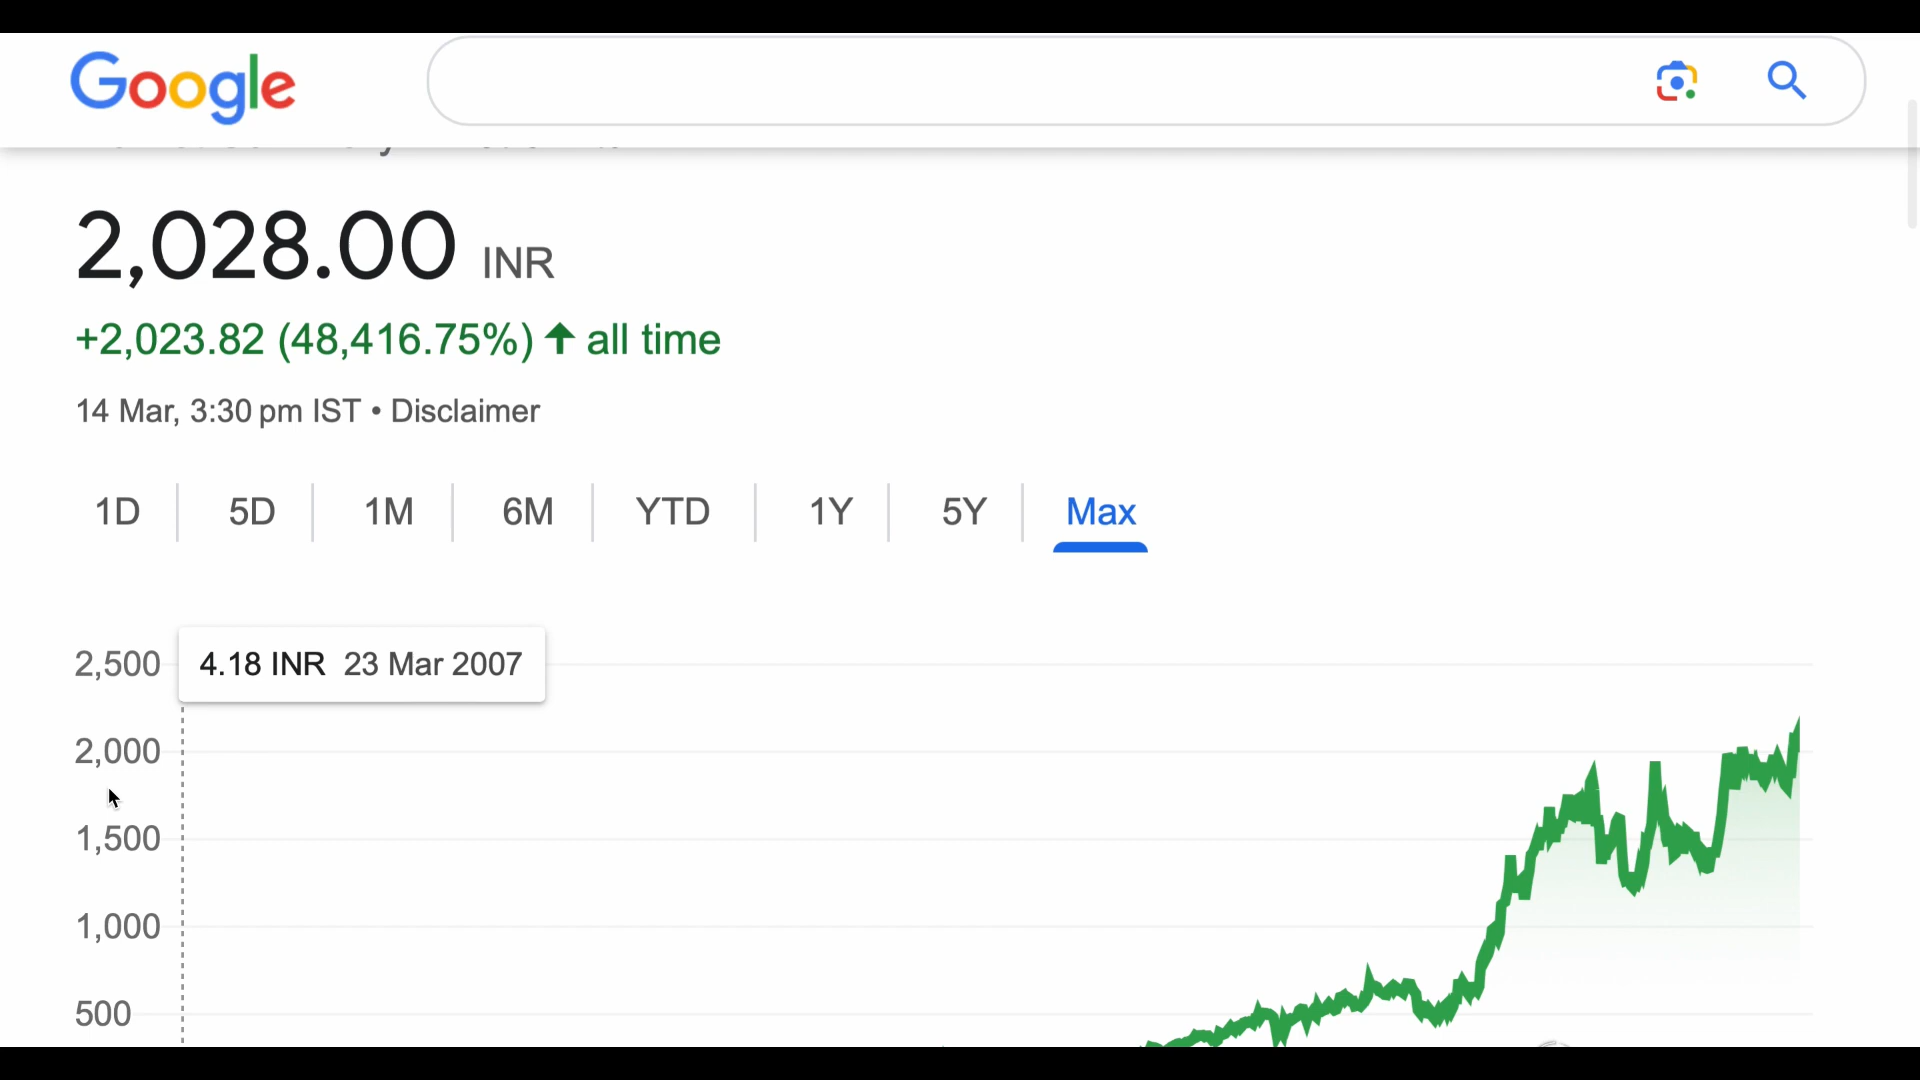 Google
2,028.00 INR
+2,023.82 (48,416.75%) ↑ all time
14 Mar, 3:30 pm IST • Disclaimer
1D 5D 1M 6M YTD 1Y 5Y Max
2,500
4.18 INR 23 Mar 2007
2,000
1,500
1,000
500